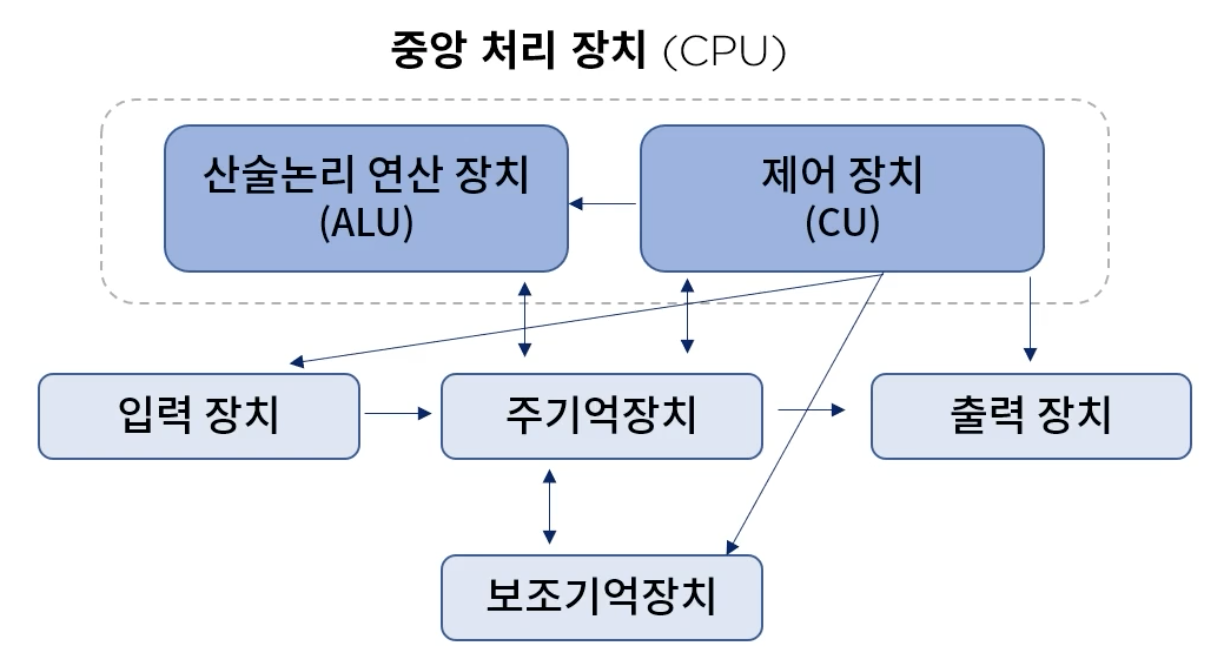 중앙 처리 장치 (CPU)
산술논리 연산 장치
(ALU)
제어 장치
(CU)
입력 장치
주기억장치
출력 장치
보조기억장치